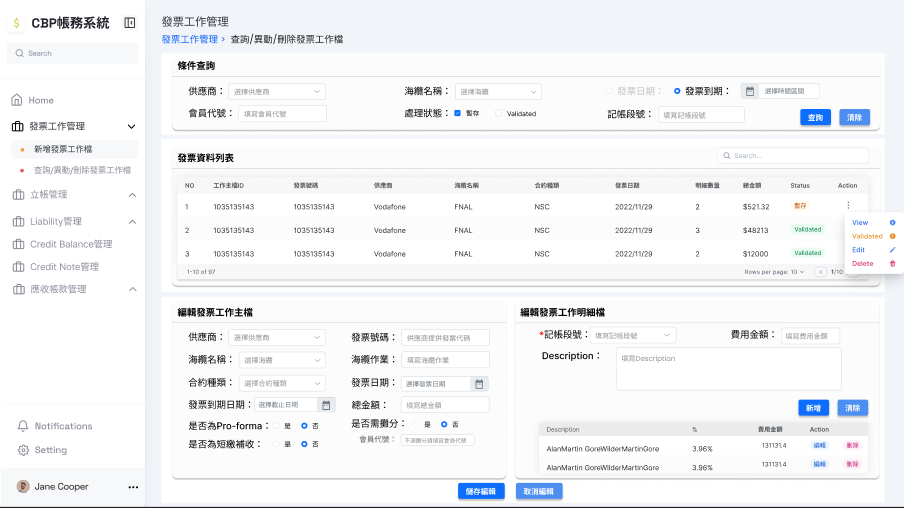 CBP帳務系統
Search
Home
發票工作管理
新增發票工作檔
查詢/異動/刪除發票工作檔
立帳管理
Liability管理
Credit Balance管理
Credit Note管理
應收帳款管理
Notifications
Setting
Jane Cooper
發票工作管理
發票工作管理 › 查詢/異動/刪除發票工作檔
條件查詢
供應商： 選擇供應商 海纜名稱： 選擇海纜 發票日期： 發票到期： 選擇時間區間
會員代號： 填寫會員代號 處理狀態： 暫存 Validated 記帳段號： 填寫記帳段號 查詢 清除
發票資料列表
Search...
NO 工作主檔ID 發票號碼 供應商 海纜名稱 合約種類 發票日期 明細數量 總金額 Status Action
1 1035135143 1035135143 Vodafone FNAL NSC 2022/11/29 2 $521.32 暫存
2 1035135143 1035135143 Vodafone FNAL NSC 2022/11/29 3 $48213 Validated
3 1035135143 1035135143 Vodafone FNAL NSC 2022/11/29 2 $12000 Validated
View
Validated
Edit
Delete
1-10 of 97 Rows per page: 10 1/10
編輯發票工作主檔
供應商： 選擇供應商 發票號碼： 供應商提供發票代碼
海纜名稱： 選擇海纜 海纜作業： 填寫海纜作業
合約種類： 選擇合約種類 發票日期： 選擇發票日期
發票到期日期： 選擇截止日期 總金額： 填寫總金額
是否為Pro-forma： 是 否 是否需攤分： 是 否
是否為短繳補收： 是 否 會員代號： 不須攤分請填寫會員代號
編輯發票工作明細檔
*記帳段號： 填寫記帳段號 費用金額： 填寫費用金額
Description： 填寫Description
新增 清除
Description % 費用金額 Action
AlanMartin GoreWilderMartinGore 3.96% 131131.4 編輯 刪除
AlanMartin GoreWilderMartinGore 3.96% 131131.4 編輯 刪除
儲存編輯 取消編輯